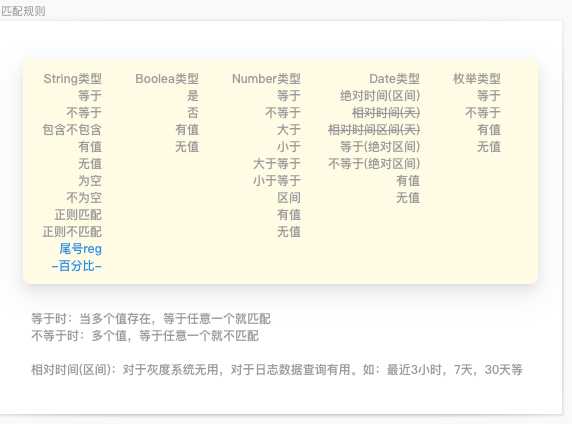 匹配规则
String类型 Boolea类型 Number类型 Date类型 枚举类型
等于 是 等于 绝对时间(区间) 等于
不等于 否 不等于 相对时间(天) 不等于
包含不包含 有值 大于 相对时间区间(天) 有值
有值 无值 小于 等于(绝对区间) 无值
无值 大于等于 不等于(绝对区间)
为空 小于等于 有值
不为空 区间 无值
正则匹配 有值
正则不匹配 无值
尾号reg
–百分比–
等于时：当多个值存在，等于任意一个就匹配
不等于时：多个值，等于任意一个就不匹配
相对时间(区间)：对于灰度系统无用，对于日志数据查询有用。如：最近3小时，7天，30天等